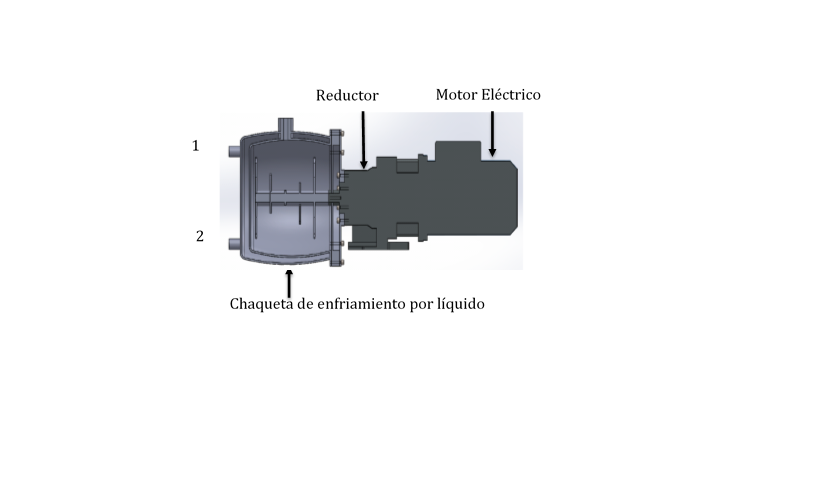 Reductor
Motor Eléctrico
1
2
Chaqueta de enfriamiento por líquido